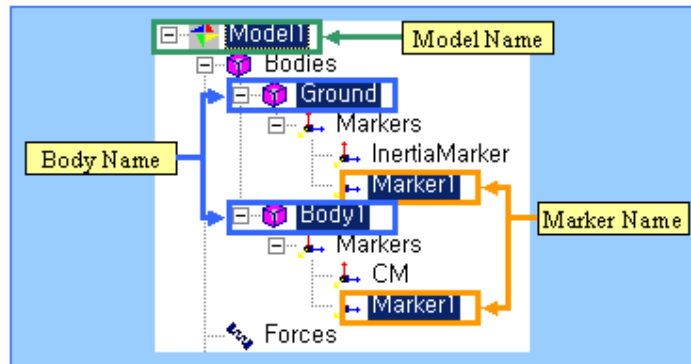 Model1
Model Name
Bodies
Ground
Markers
InertiaMarker
Body Name
Marker1
Body1
Marker Name
Markers
CM
Marker1
Forces